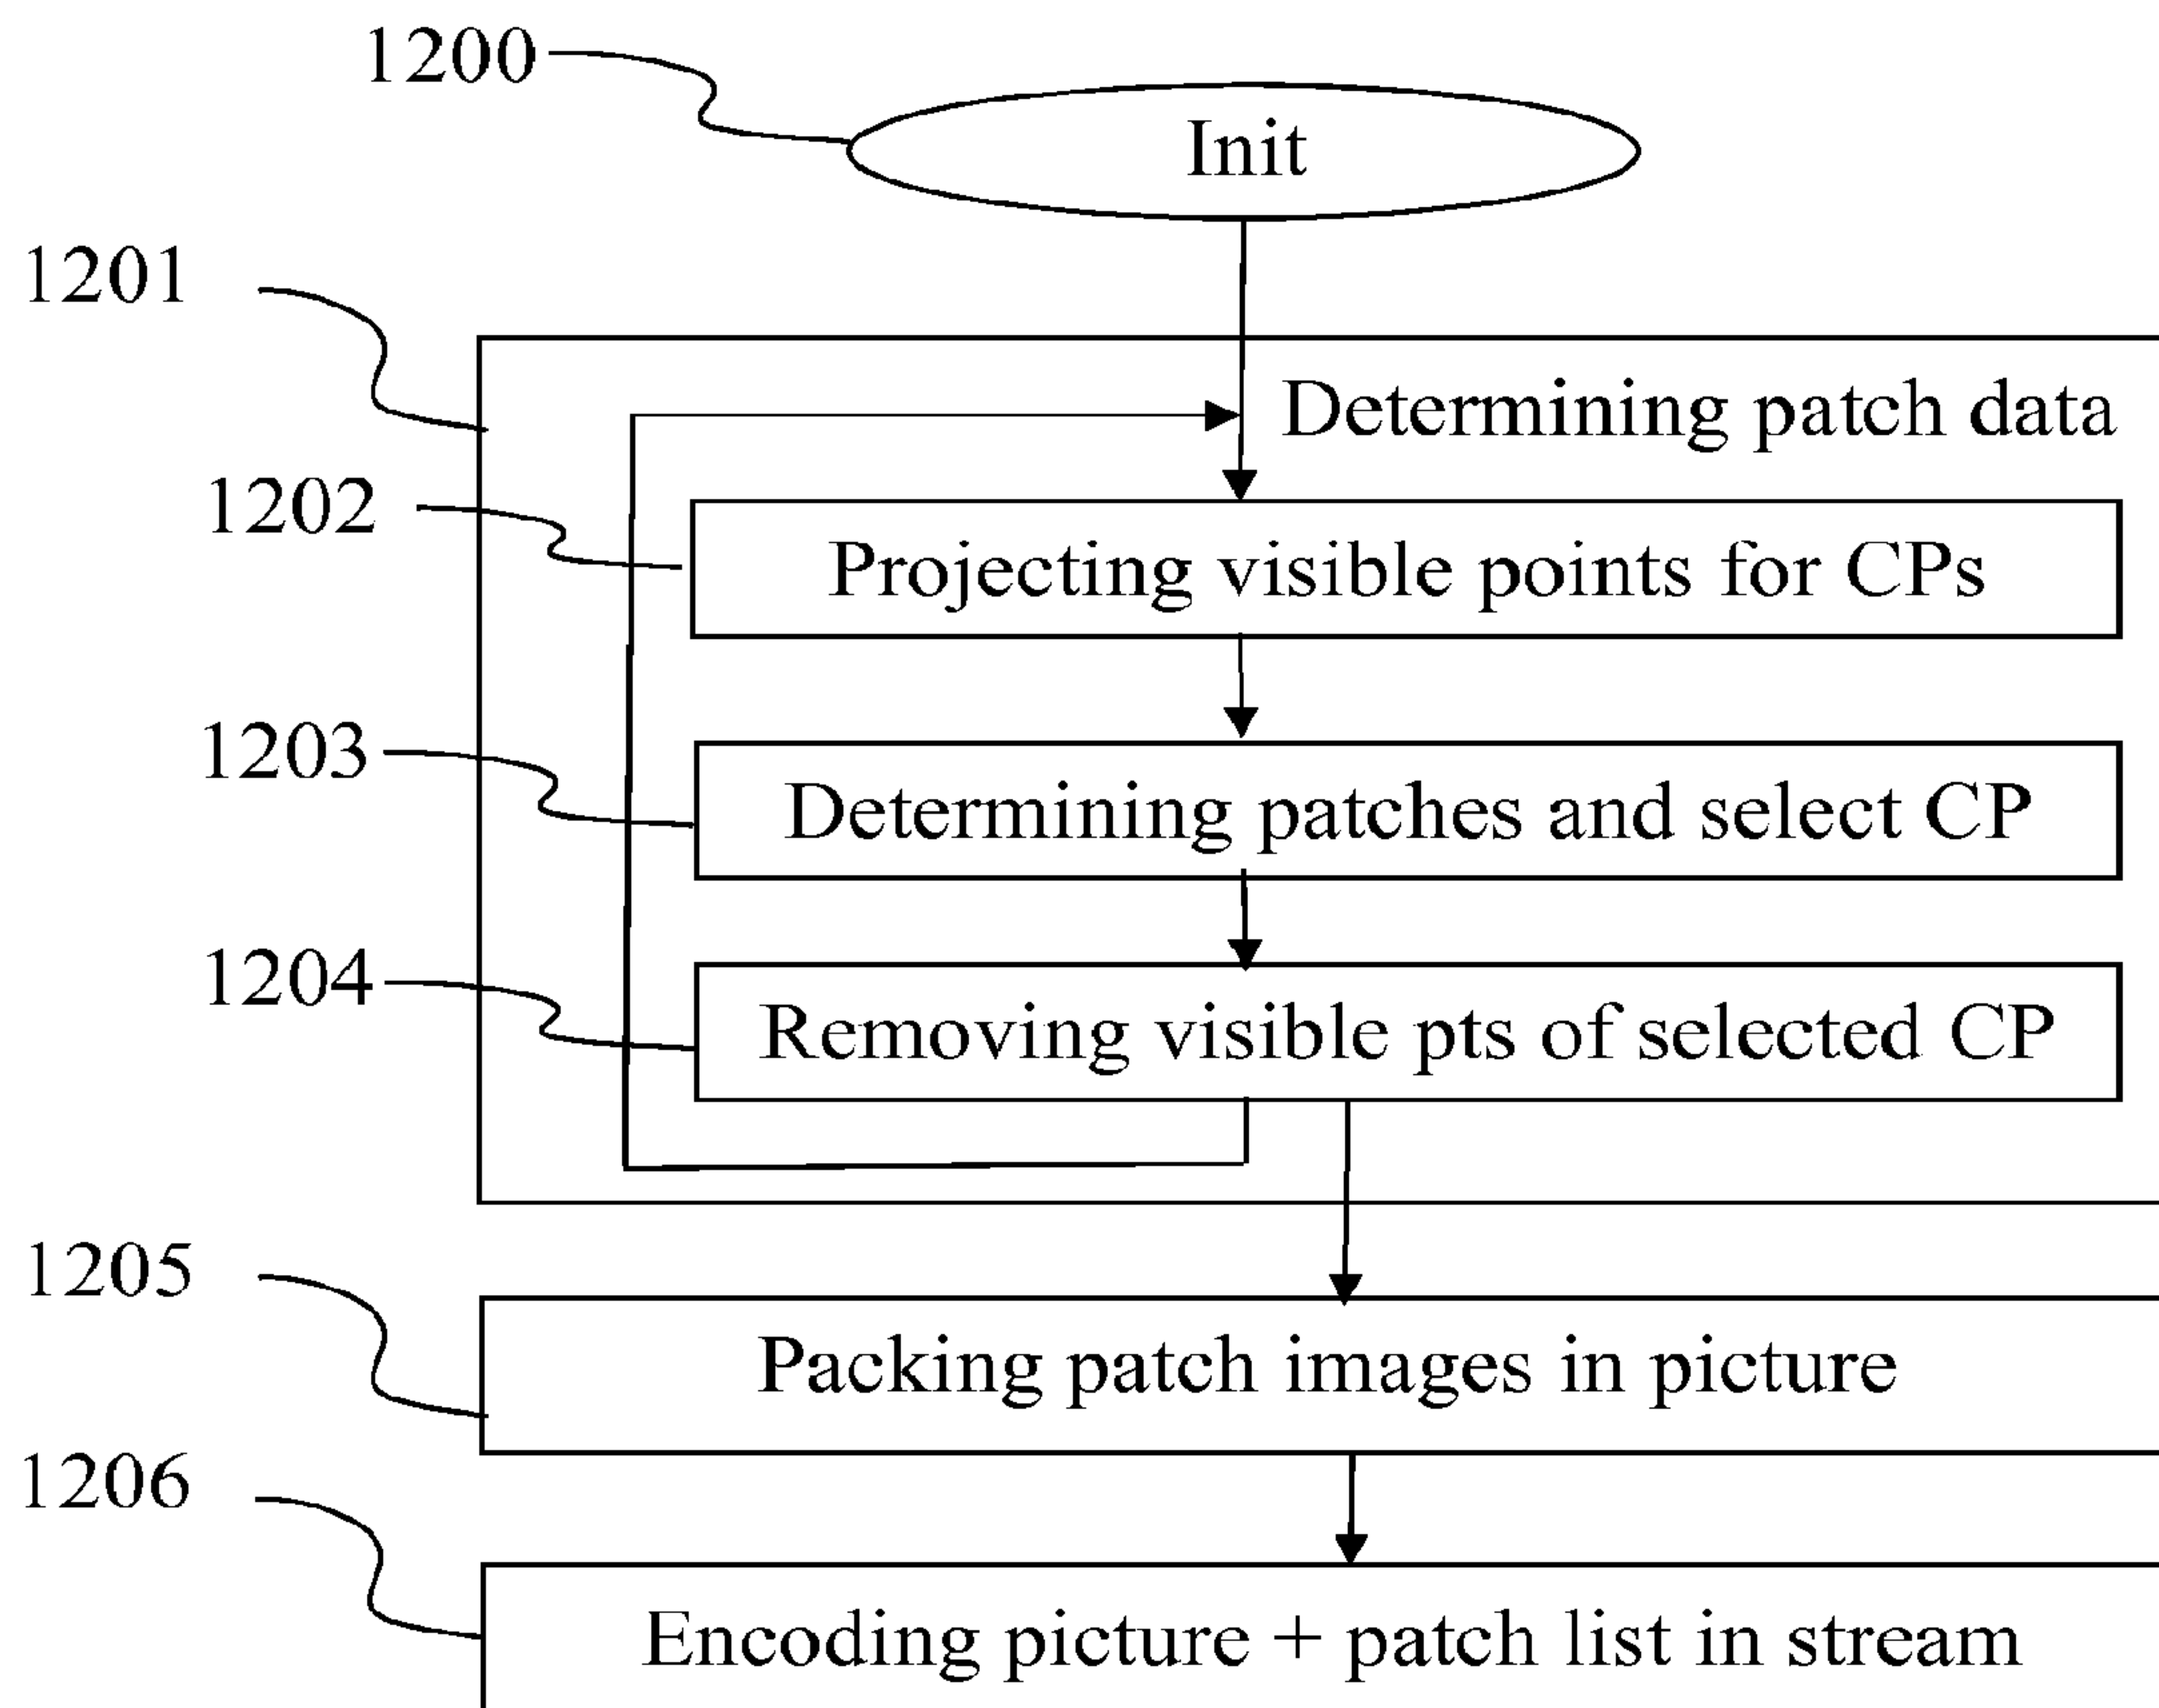 1200
Init
1201
Determining patch data
1202
Projecting visible points for CPs
1203
Determining patches and select CP
1204
Removing visible pts of selected CP
1205
Packing patch images in picture
1206
Encoding picture + patch list in stream